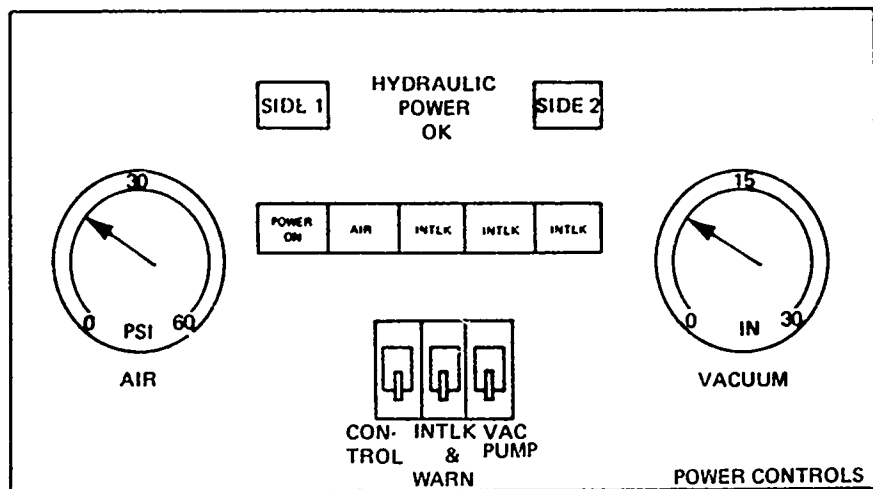 SIDE 1
HYDRAULIC
POWER
OK
SIDE 2
30
0
60
PSI
AIR
POWER
ON
AIR
INTLK
INTLK
INTLK
15
0
30
IN
VACUUM
CON-
TROL
INTLK
&
WARN
VAC
PUMP
POWER CONTROLS